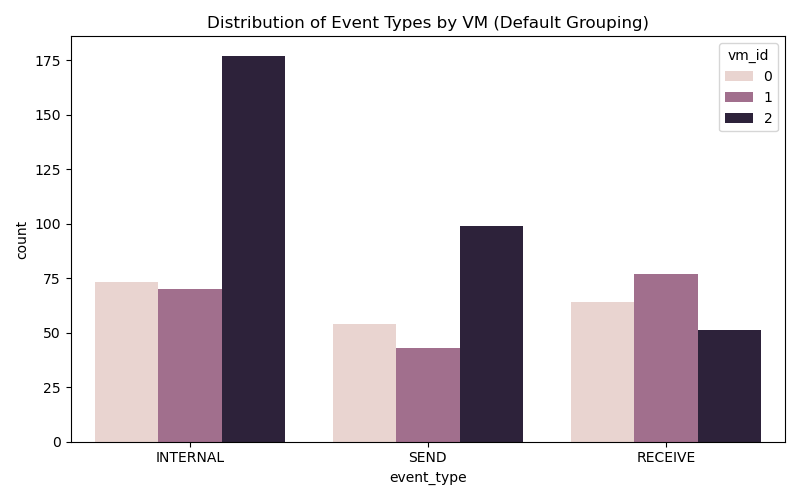 Distribution of Event Types by VM (Default Grouping)
vm_id
0
1
2
count
175
150
125
100
75
50
25
0
INTERNAL
SEND
RECEIVE
event_type